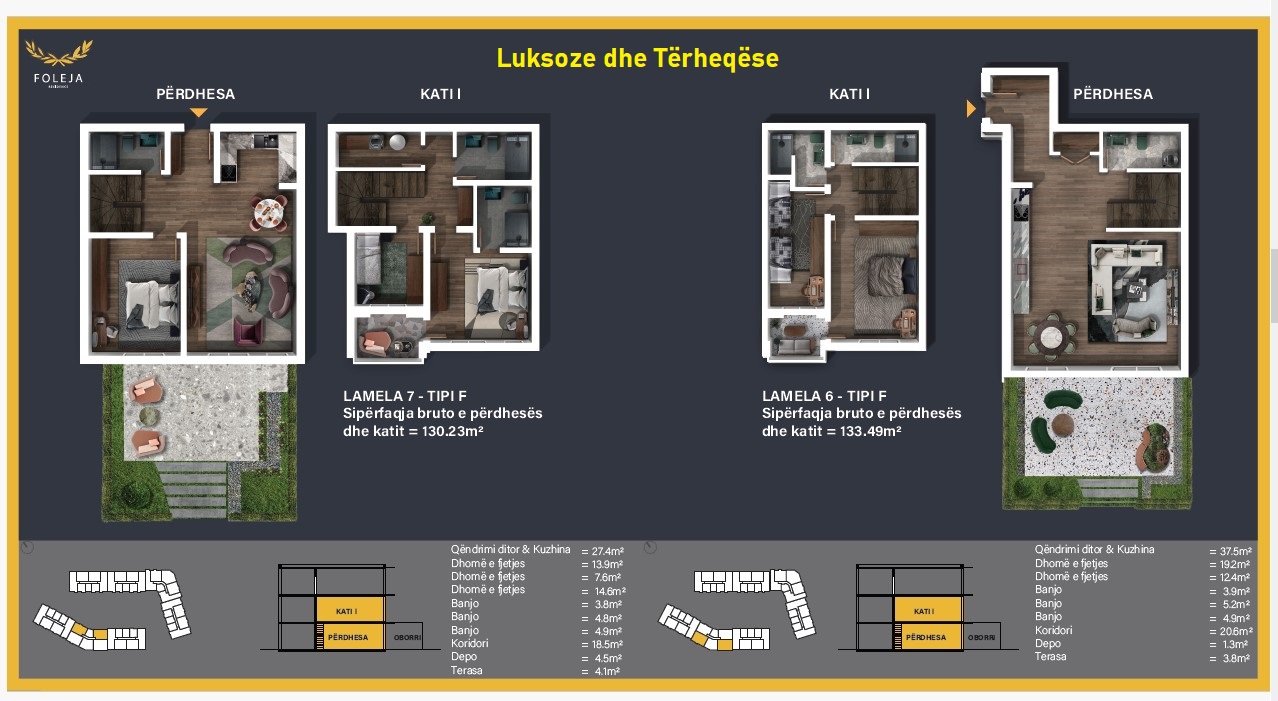 FOLEJA
Luksoze dhe Tërheqëse
PËRDHESA
KATI I
KATI I
PËRDHESA
LAMELA 7 - TIPI F
Sipërfaqja bruto e përdhesës
dhe katit = 130.23m²
LAMELA 6 - TIPI F
Sipërfaqja bruto e përdhesës
dhe katit = 133.49m²
KATI I
PËRDHESA
OBORRI
Qëndrimi ditor & Kuzhina = 27.4m²
Dhomë e fjetjes = 13.9m²
Dhomë e fjetjes = 7.6m²
Dhomë e fjetjes = 14.6m²
Banjo = 3.8m²
Banjo = 4.8m²
Banjo = 4.9m²
Koridori = 18.5m²
Depo = 4.5m²
Terasa = 4.1m²
KATI I
PËRDHESA
OBORRI
Qëndrimi ditor & Kuzhina = 37.5m²
Dhomë e fjetjes = 19.2m²
Dhomë e fjetjes = 12.4m²
Banjo = 3.9m²
Banjo = 5.2m²
Banjo = 4.9m²
Koridori = 20.6m²
Depo = 1.3m²
Terasa = 3.8m²